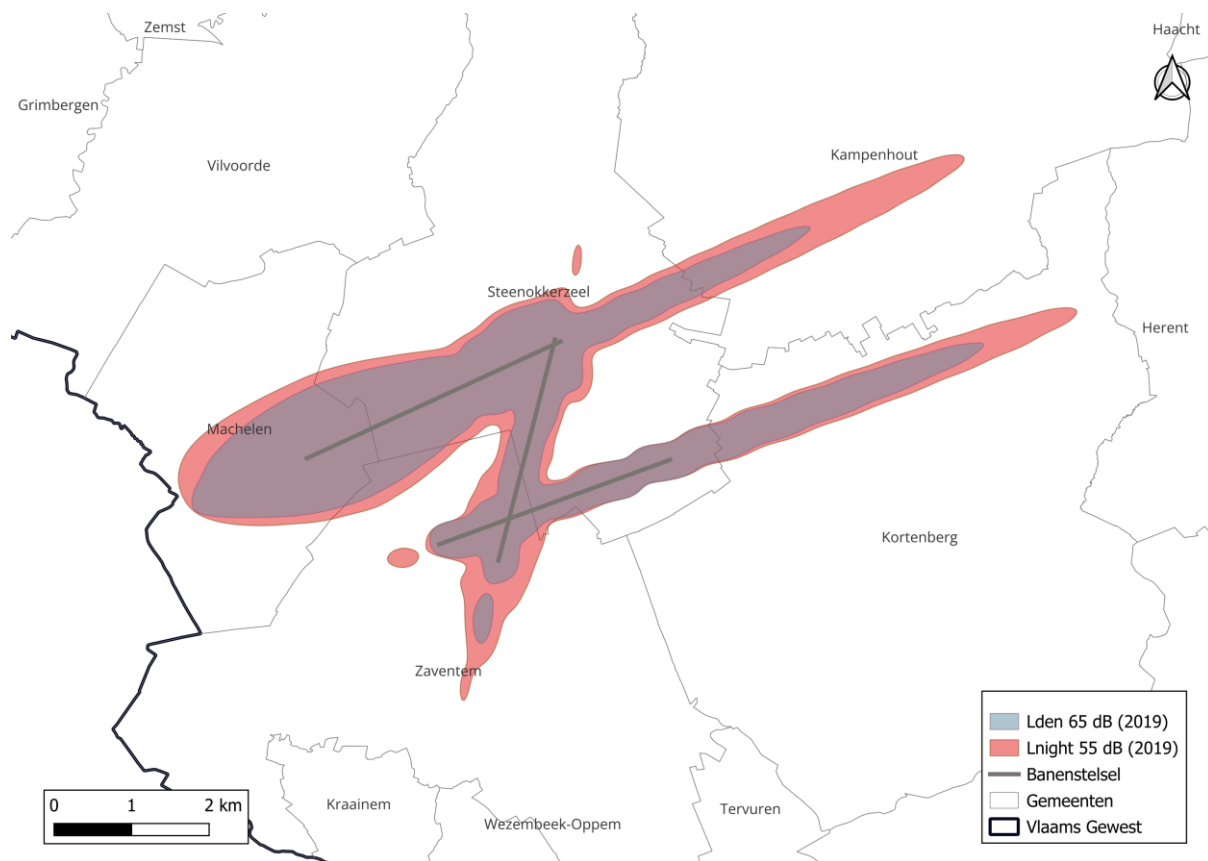 Zemst
Haacht
Grimbergen
Kampenhout
Vilvoorde
Steenokkerzeel
Herent
Machelen
Kortenberg
Zaventem
Kraainem
Wezembeek-Oppem
Tervuren
0 1 2 km
Lden 65 dB (2019)
Lnight 55 dB (2019)
Banenstelsel
Gemeenten
Vlaams Gewest